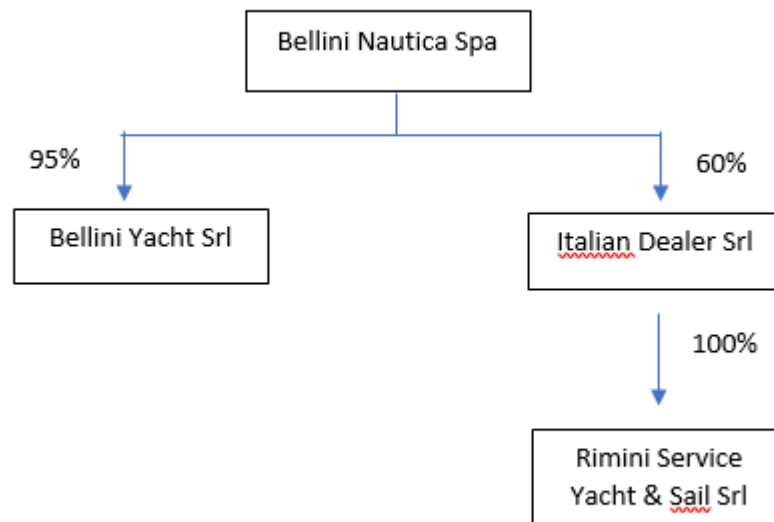 Bellini Nautica Spa
95%
60%
Bellini Yacht Srl
Italian Dealer Srl
100%
Rimini Service
Yacht & Sail Srl